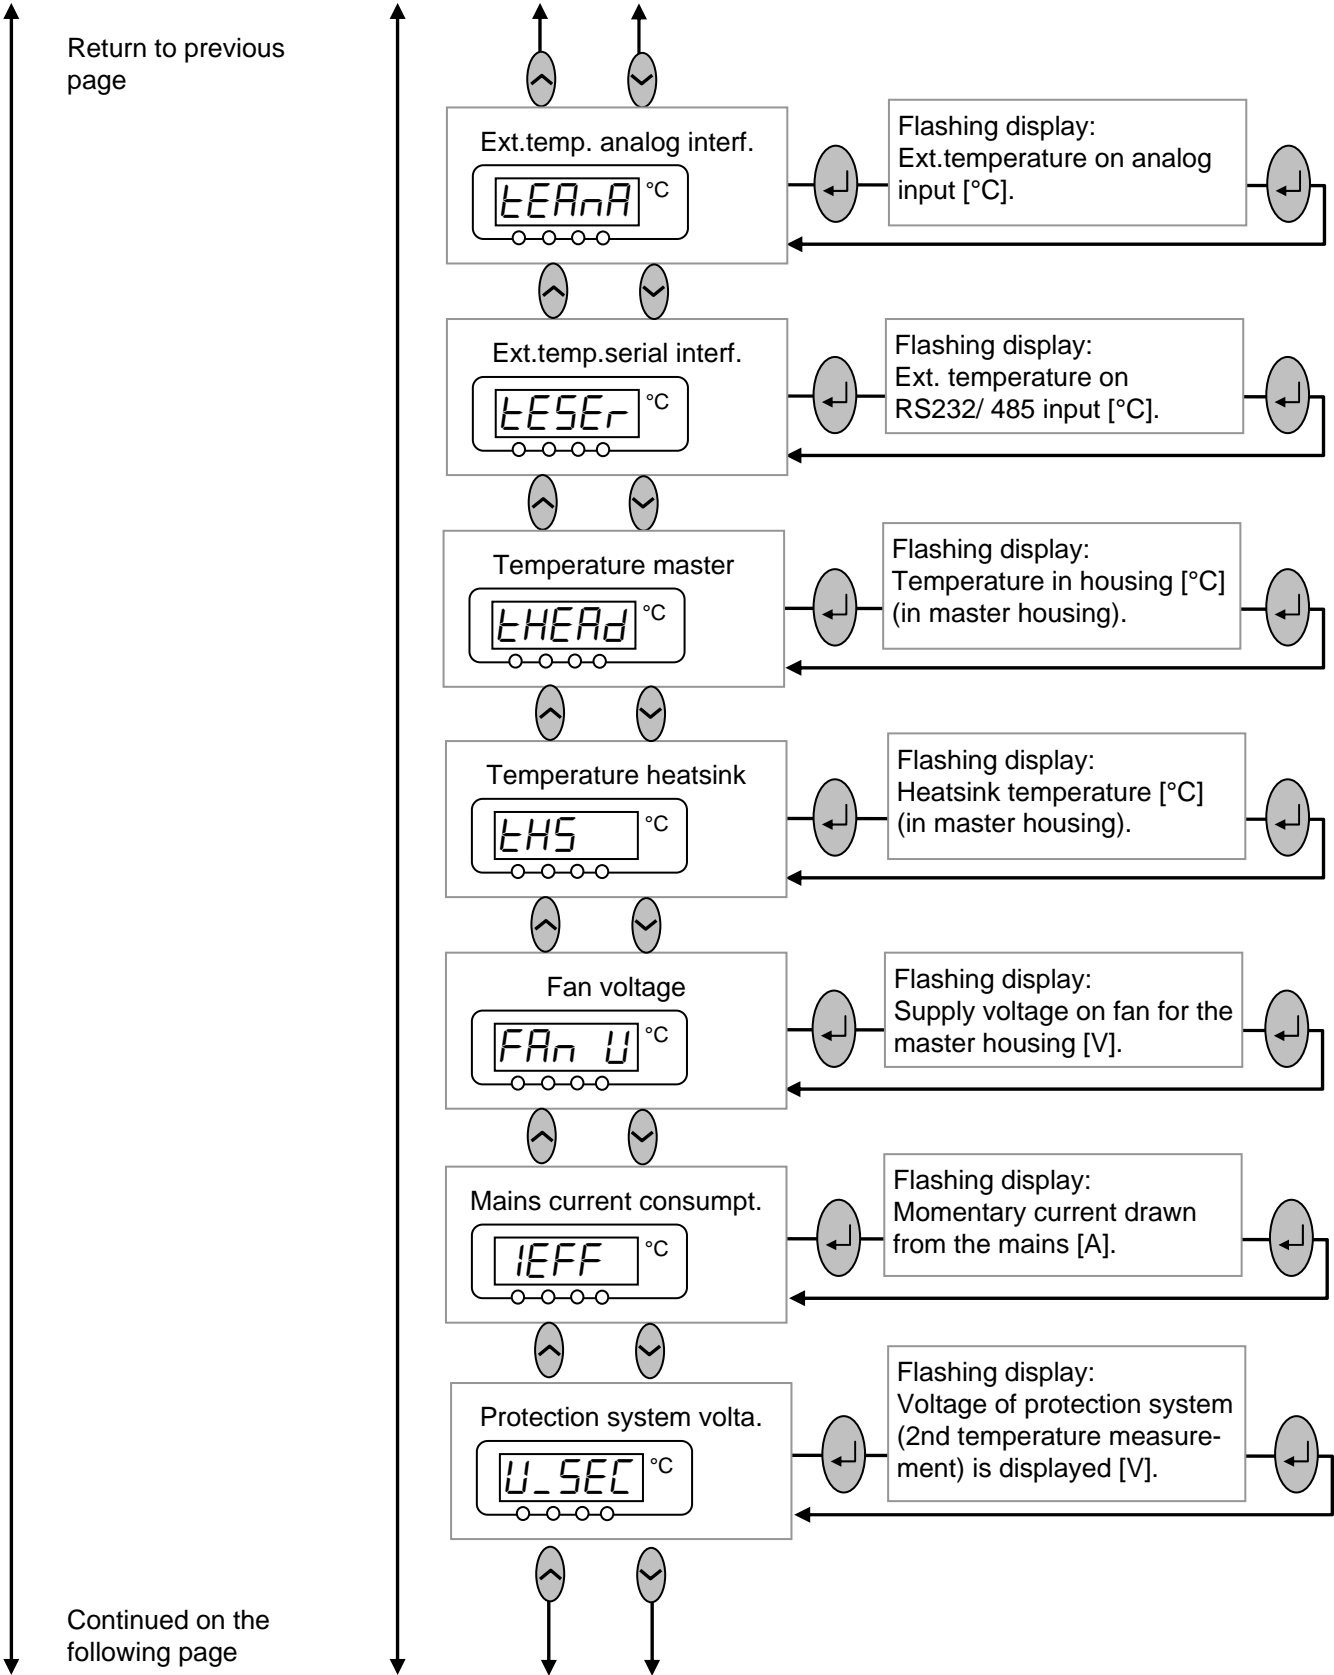 Return to previous
page
Ext.temp. analog interf.
tEAnA °C
Flashing display:
Ext.temperature on analog
input [°C].
Ext.temp.serial interf.
tESEr °C
Flashing display:
Ext. temperature on
RS232/ 485 input [°C].
Temperature master
tHEAd °C
Flashing display:
Temperature in housing [°C]
(in master housing).
Temperature heatsink
tHS °C
Flashing display:
Heatsink temperature [°C]
(in master housing).
Fan voltage
FAn U °C
Flashing display:
Supply voltage on fan for the
master housing [V].
Mains current consumpt.
IEFF °C
Flashing display:
Momentary current drawn
from the mains [A].
Protection system volta.
U_SEC °C
Flashing display:
Voltage of protection system
(2nd temperature measure-
ment) is displayed [V].
Continued on the
following page